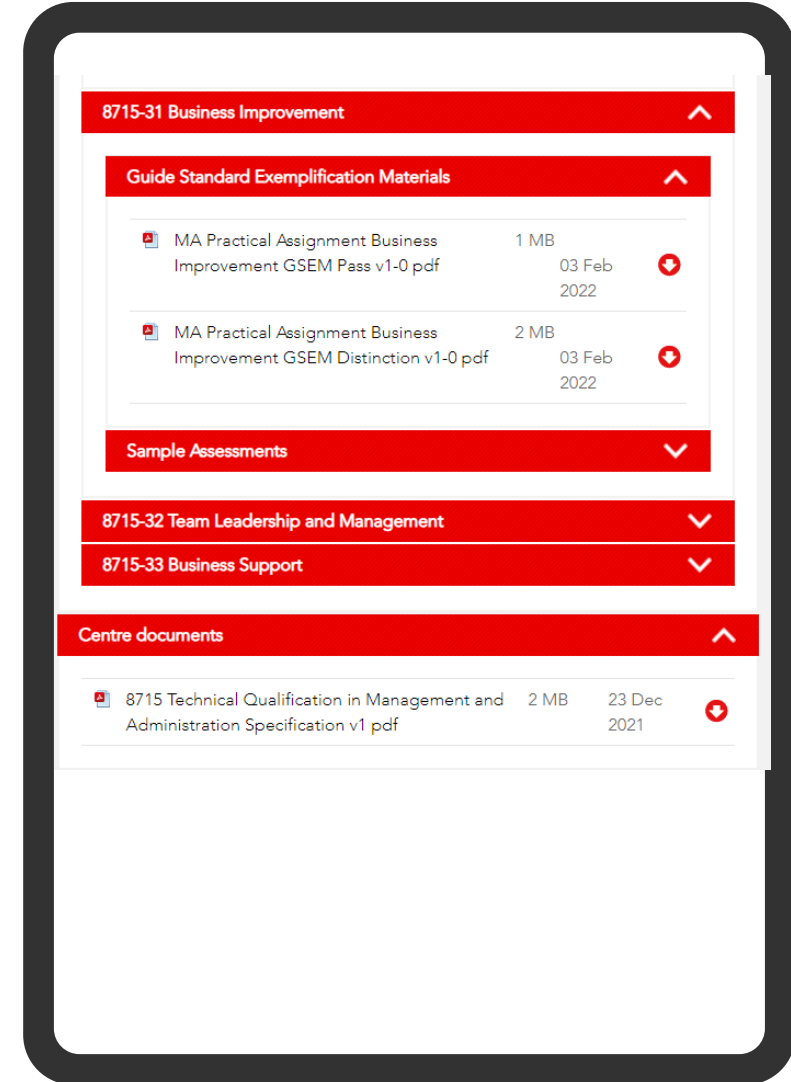 8715-31 Business Improvement
Guide Standard Exemplification Materials
MA Practical Assignment Business 1 MB
Improvement GSEM Pass v1-0 pdf 03 Feb
2022
MA Practical Assignment Business 2 MB
Improvement GSEM Distinction v1-0 pdf 03 Feb
2022
Sample Assessments
8715-32 Team Leadership and Management
8715-33 Business Support
Centre documents
8715 Technical Qualification in Management and 2 MB 23 Dec
Administration Specification v1 pdf 2021